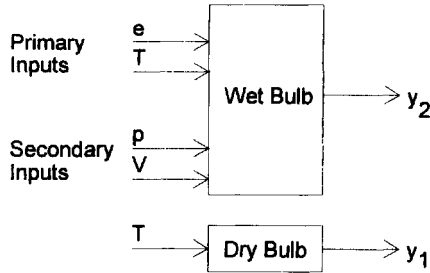 Primary
Inputs
e
T
Wet Bulb
y2
Secondary
Inputs
p
V
T
Dry Bulb
y1